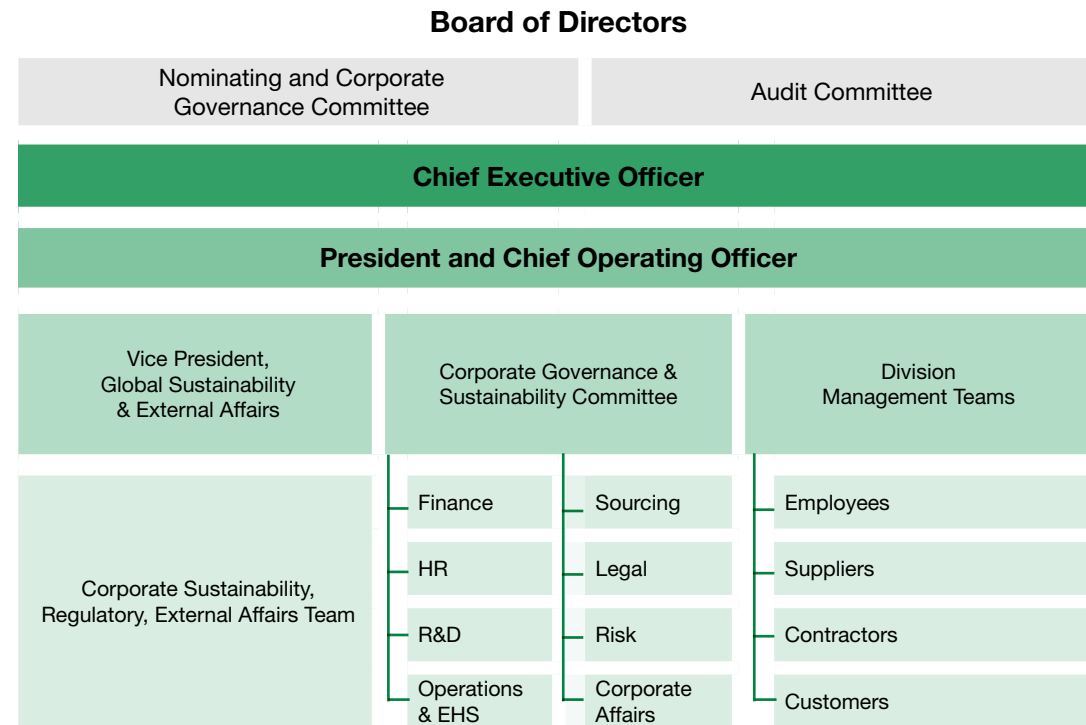 Board of Directors
Nominating and Corporate
Governance Committee
Audit Committee
Chief Executive Officer
President and Chief Operating Officer
Vice President,
Global Sustainability
& External Affairs
Corporate Governance &
Sustainability Committee
Division
Management Teams
Corporate Sustainability,
Regulatory, External Affairs Team
Finance
HR
R&D
Operations
& EHS
Sourcing
Legal
Risk
Corporate
Affairs
Employees
Suppliers
Contractors
Customers